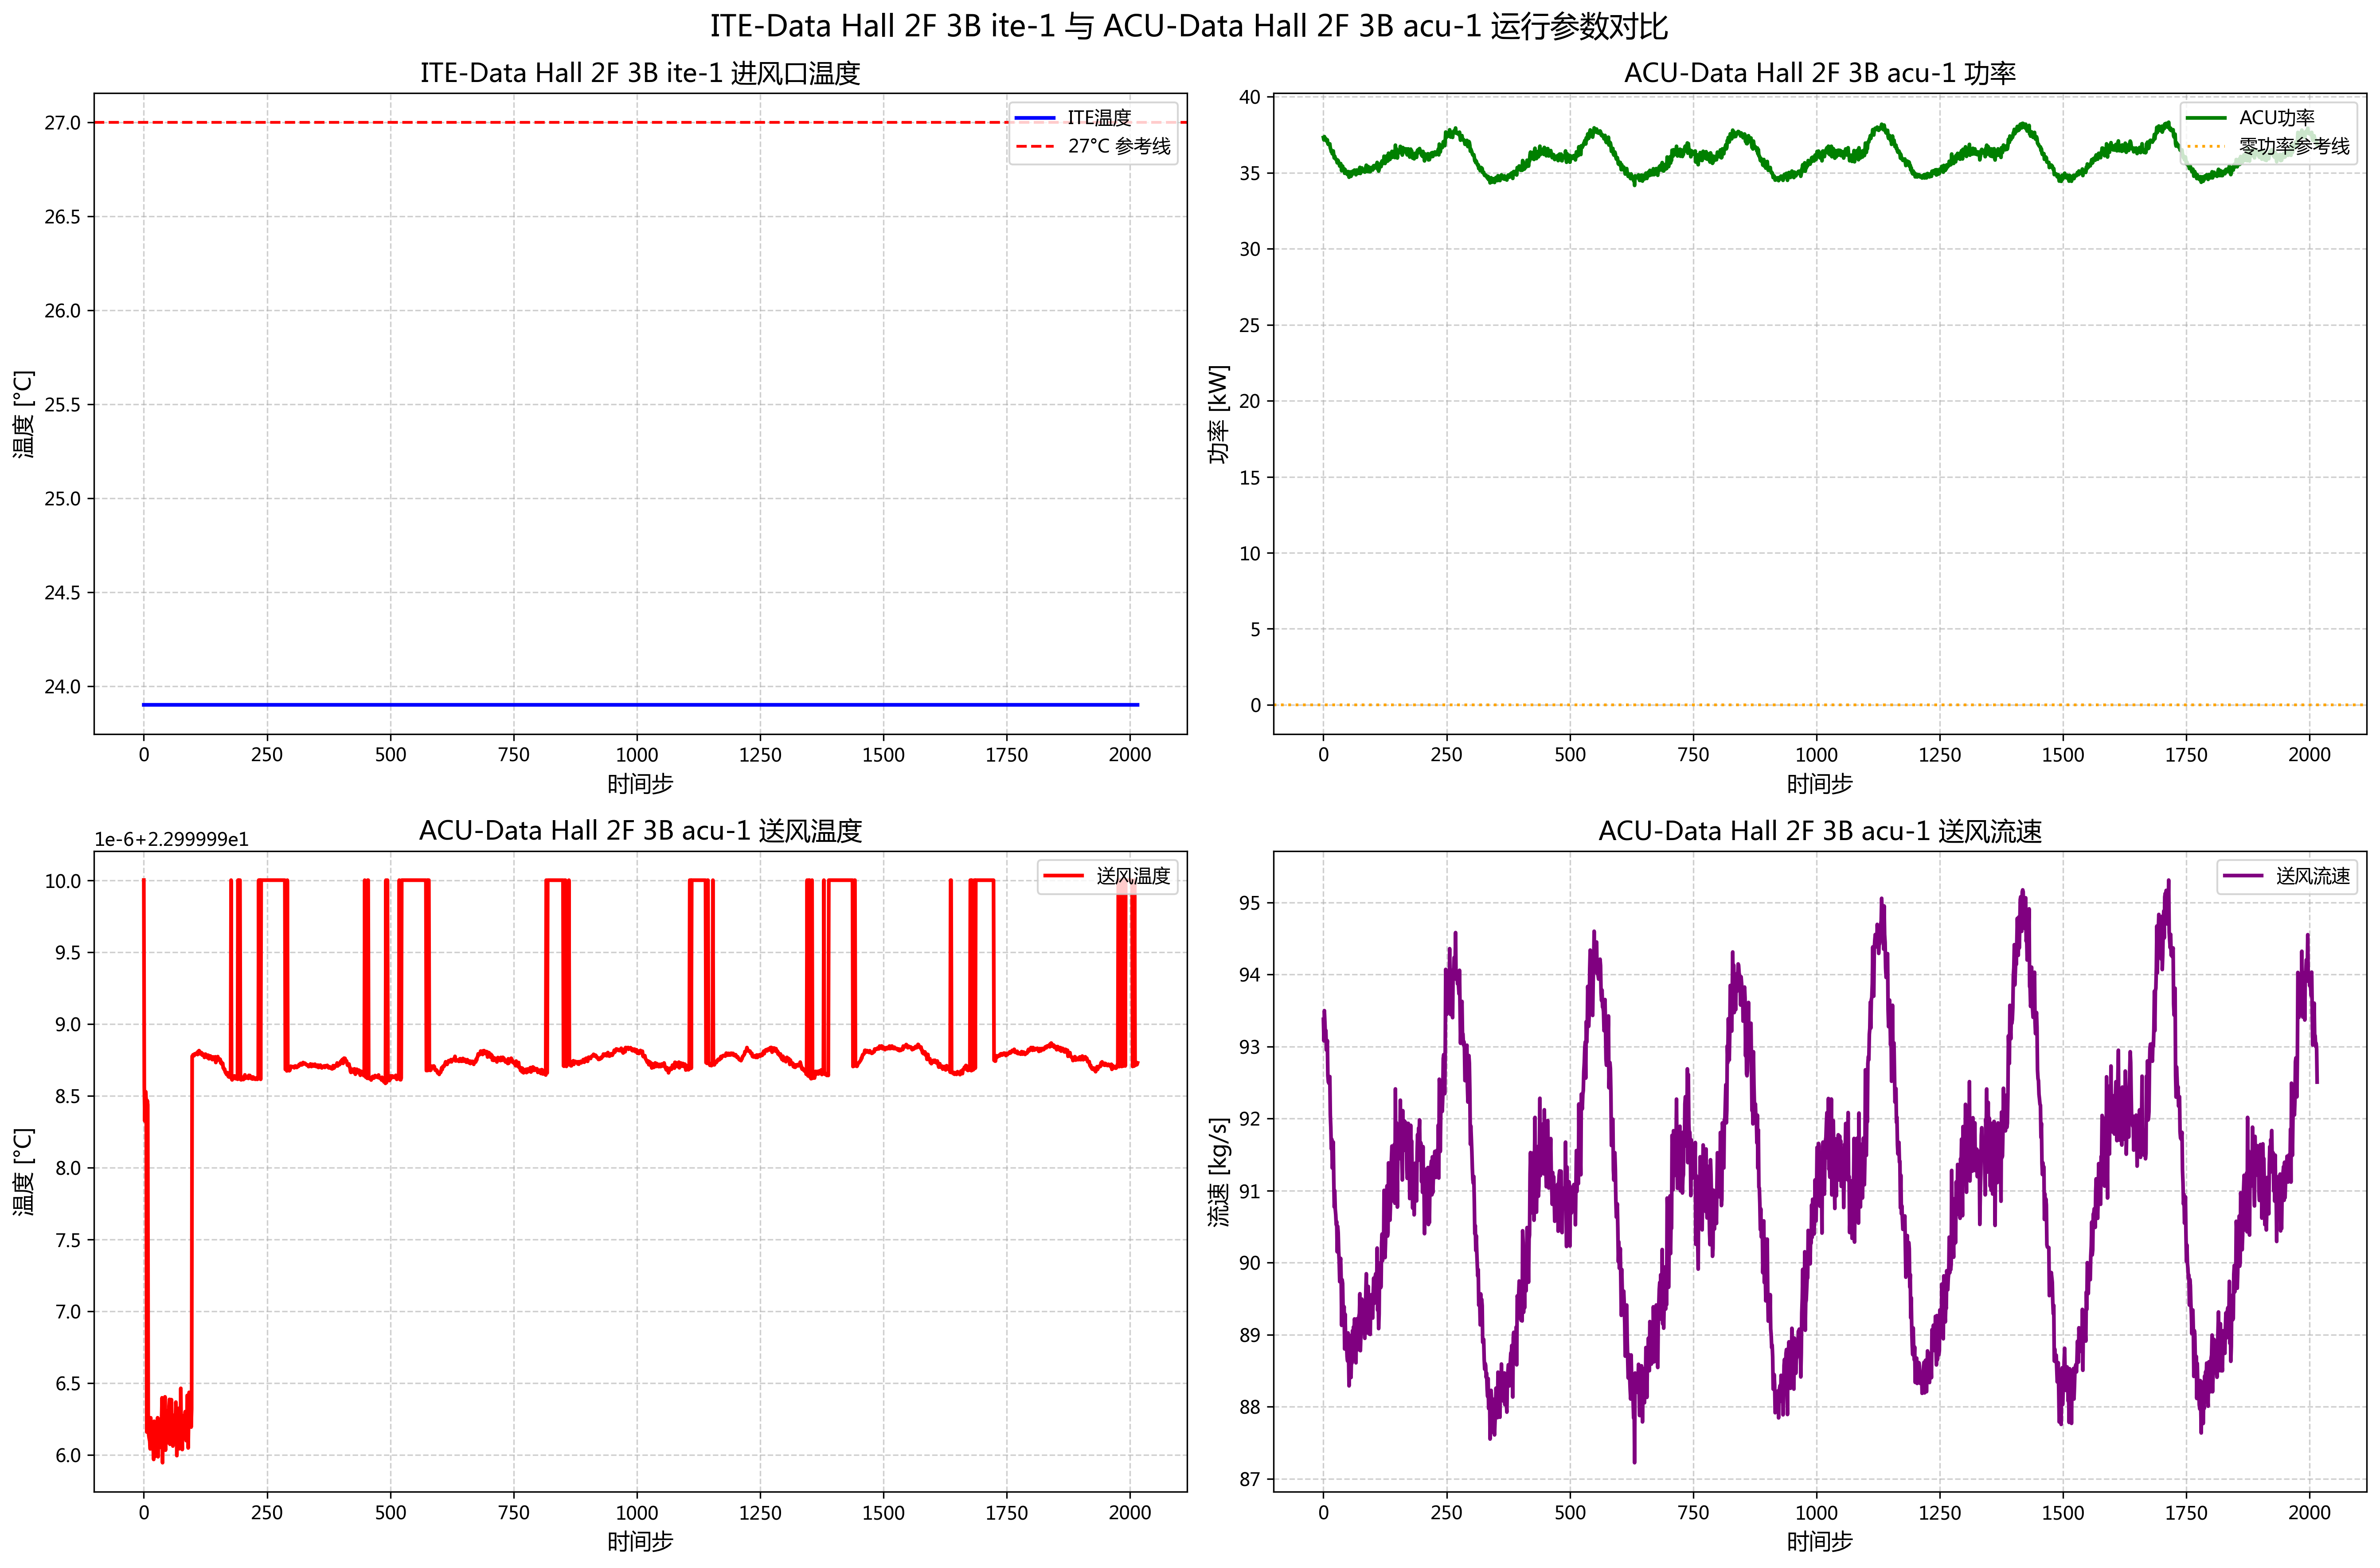 ITE-Data Hall 2F 3B ite-1 与 ACU-Data Hall 2F 3B acu-1 运行参数对比
ITE-Data Hall 2F 3B ite-1 进风口温度
温度 [°C]
27.0
26.5
26.0
25.5
25.0
24.5
24.0
ITE温度
27°C 参考线
0 250 500 750 1000 1250 1500 1750 2000
时间步
ACU-Data Hall 2F 3B acu-1 功率
功率 [kW]
40
35
30
25
20
15
10
5
0
ACU功率
零功率参考线
0 250 500 750 1000 1250 1500 1750 2000
时间步
ACU-Data Hall 2F 3B acu-1 送风温度
1e-6+2.299999e1
温度 [°C]
10.0
9.5
9.0
8.5
8.0
7.5
7.0
6.5
6.0
送风温度
0 250 500 750 1000 1250 1500 1750 2000
时间步
ACU-Data Hall 2F 3B acu-1 送风流速
流速 [kg/s]
95
94
93
92
91
90
89
88
87
送风流速
0 250 500 750 1000 1250 1500 1750 2000
时间步